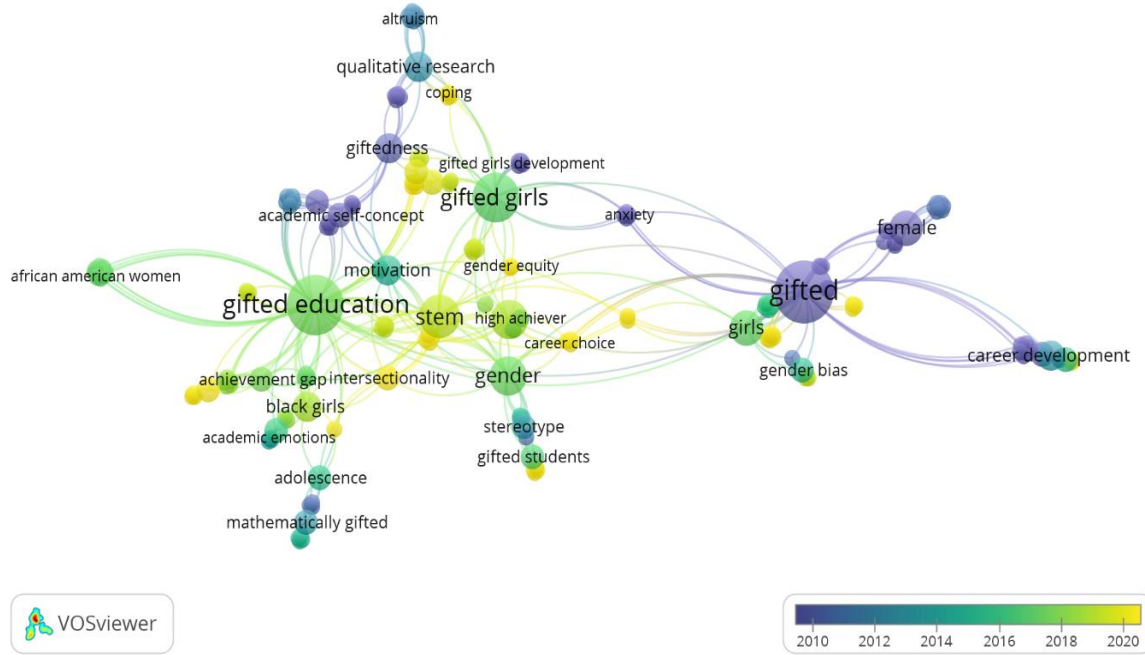 altruism
qualitative research
coping
giftedness
gifted girls development
gifted girls
academic self-concept
anxiety
female
african american women
motivation
gender equity
gifted education
stem
high achiever
gifted
girls
career choice
career development
achievement gap
intersectionality
gender
gender bias
black girls
academic emotions
stereotype
gifted students
adolescence
mathematically gifted
VOSviewer
2010 2012 2014 2016 2018 2020